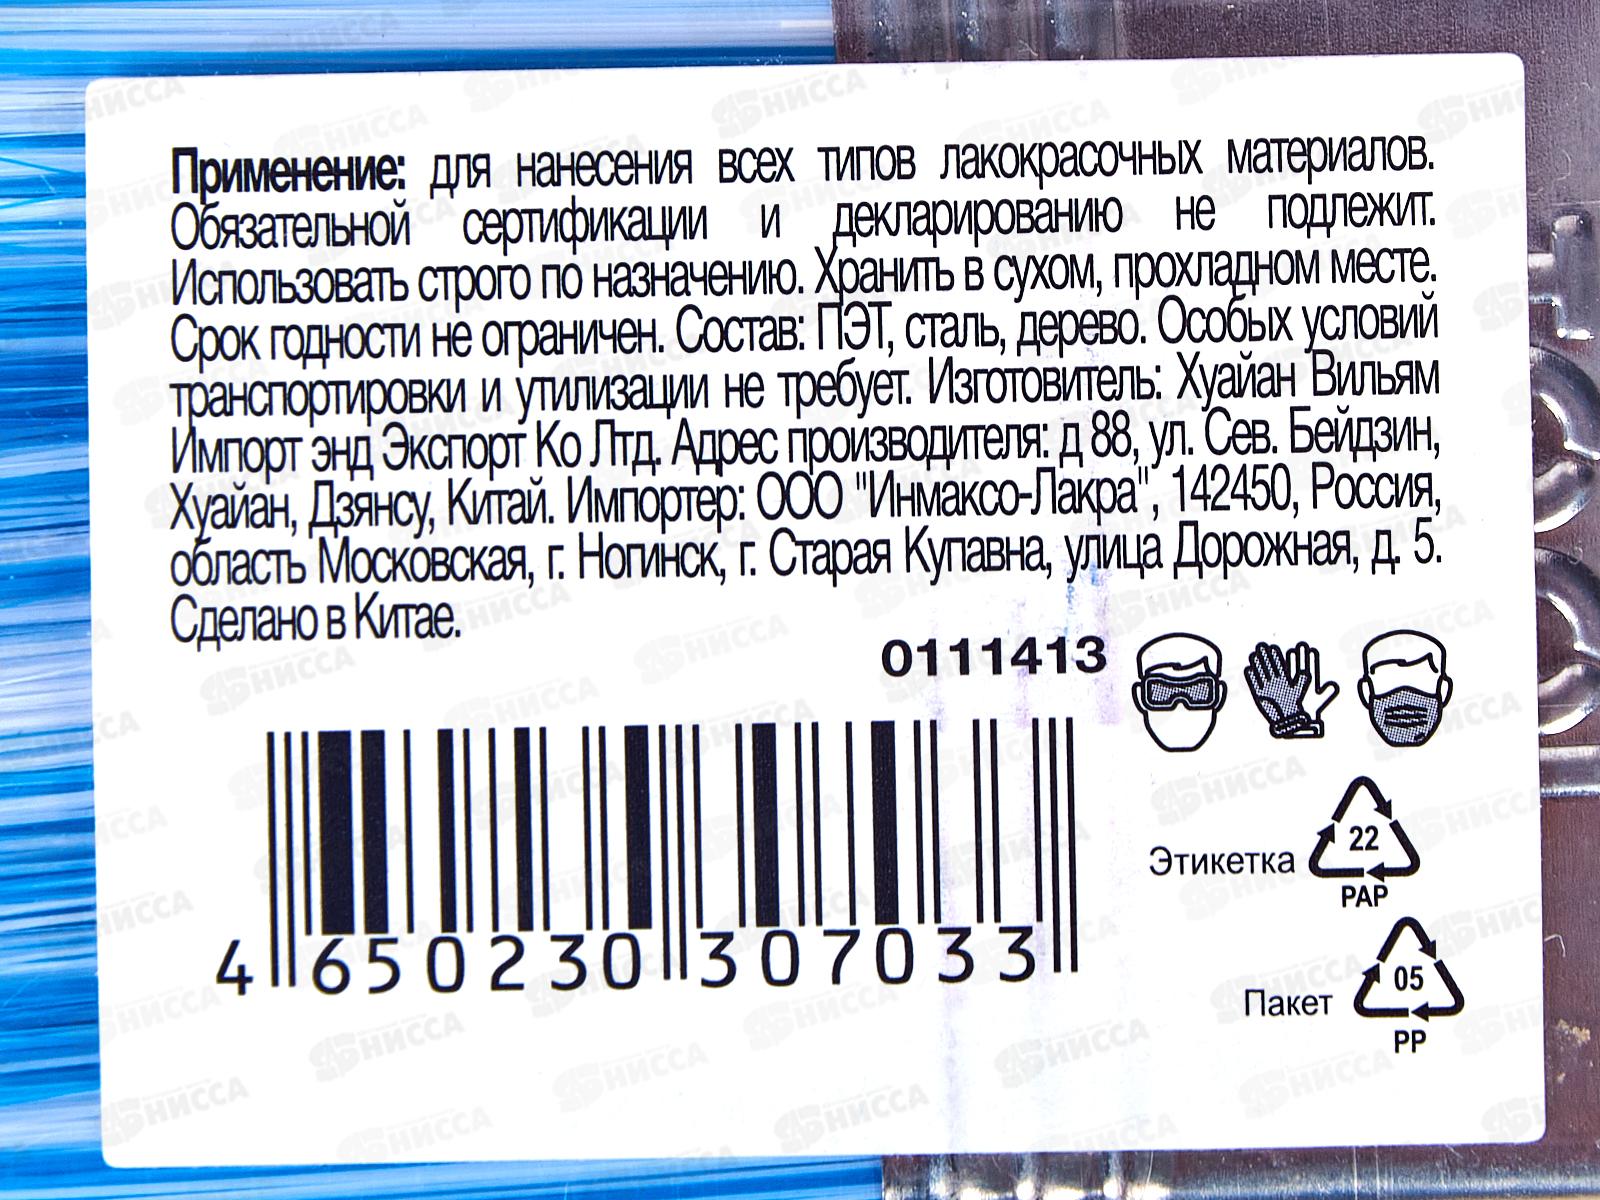 Применение: для нанесения всех типов лакокрасочных материалов.
Обязательной сертификации и декларированию не подлежит.
Использовать строго по назначению. Хранить в сухом, прохладном месте.
Срок годности не ограничен. Состав: ПЭТ, сталь, дерево. Особых условий
транспортировки и утилизации не требует. Изготовитель: Хуайан Вильям
Импорт энд Экспорт Ко Лтд. Адрес производителя: д 88, ул. Сев. Бейдзин,
Хуайан, Дзянсу, Китай. Импортер: ООО "Инмаксо-Лакра", 142450, Россия,
область Московская, г. Ногинск, г. Старая Купавна, улица Дорожная, д. 5.
Сделано в Китае.
0111413
4 650230 307033
Этикетка 22
PAP
Пакет 05
PP
НИССА